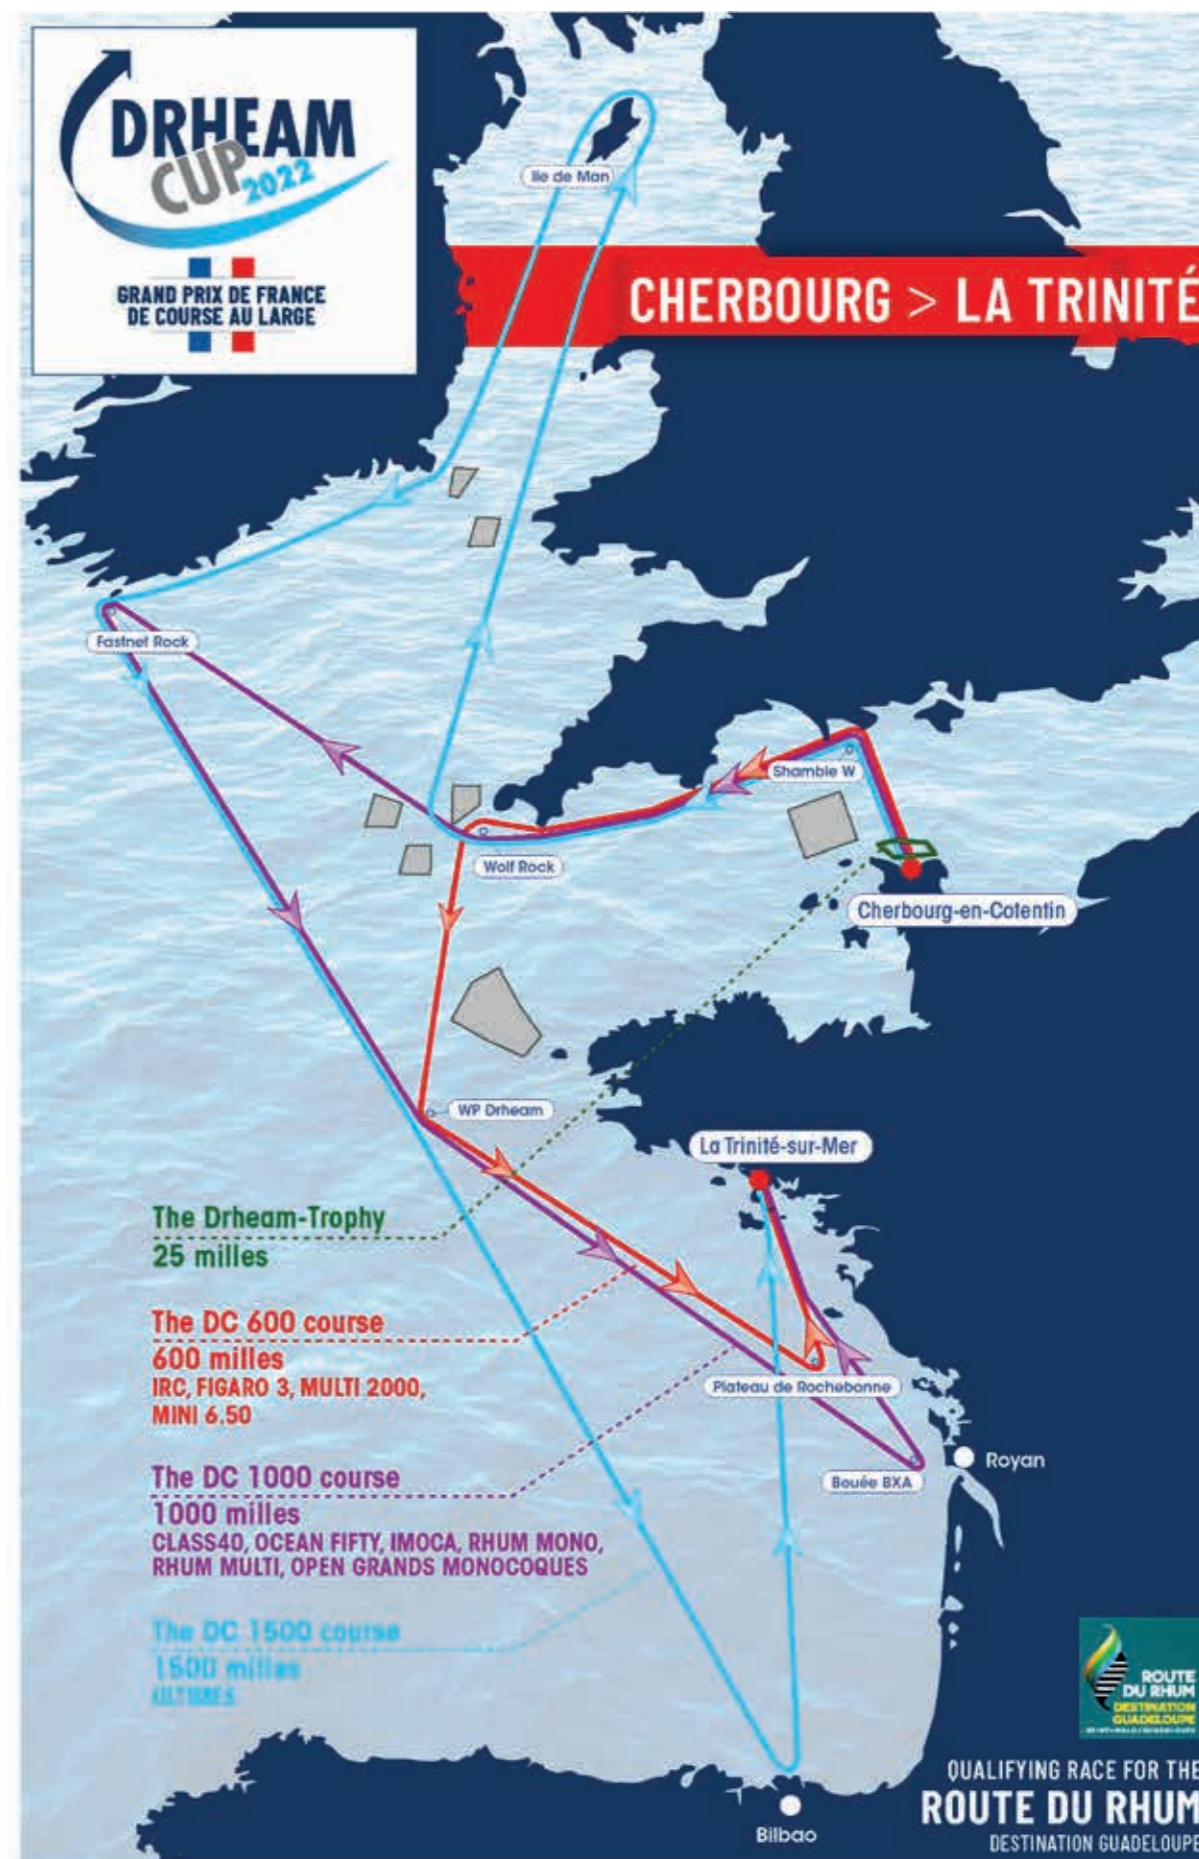 DRHEAM
CUP 2022
GRAND PRIX DE FRANCE
DE COURSE AU LARGE
Ile de Man
CHERBOURG > LA TRINITÉ
Fastnet Rock
Shamble W
Wolf Rock
Cherbourg-en-Cotentin
WP Drheam
La Trinité-sur-Mer
The Drheam-Trophy
25 milles
The DC 600 course
600 milles
IRC, FIGARO 3, MULTI 2000,
MINI 6.50
Plateau de Rochebonne
The DC 1000 course
1000 milles
CLASS40, OCEAN FIFTY, IMOCA, RHUM MONO,
RHUM MULTI, OPEN GRANDS MONOCOQUES
Bouée BXA
Royan
The DC 1500 course
1500 milles
ULTIMES
ROUTE
DU RHUM
DESTINATION
GUADELOUPE
QUALIFYING RACE FOR THE
ROUTE DU RHUM
DESTINATION GUADELOUPE
Bilbao